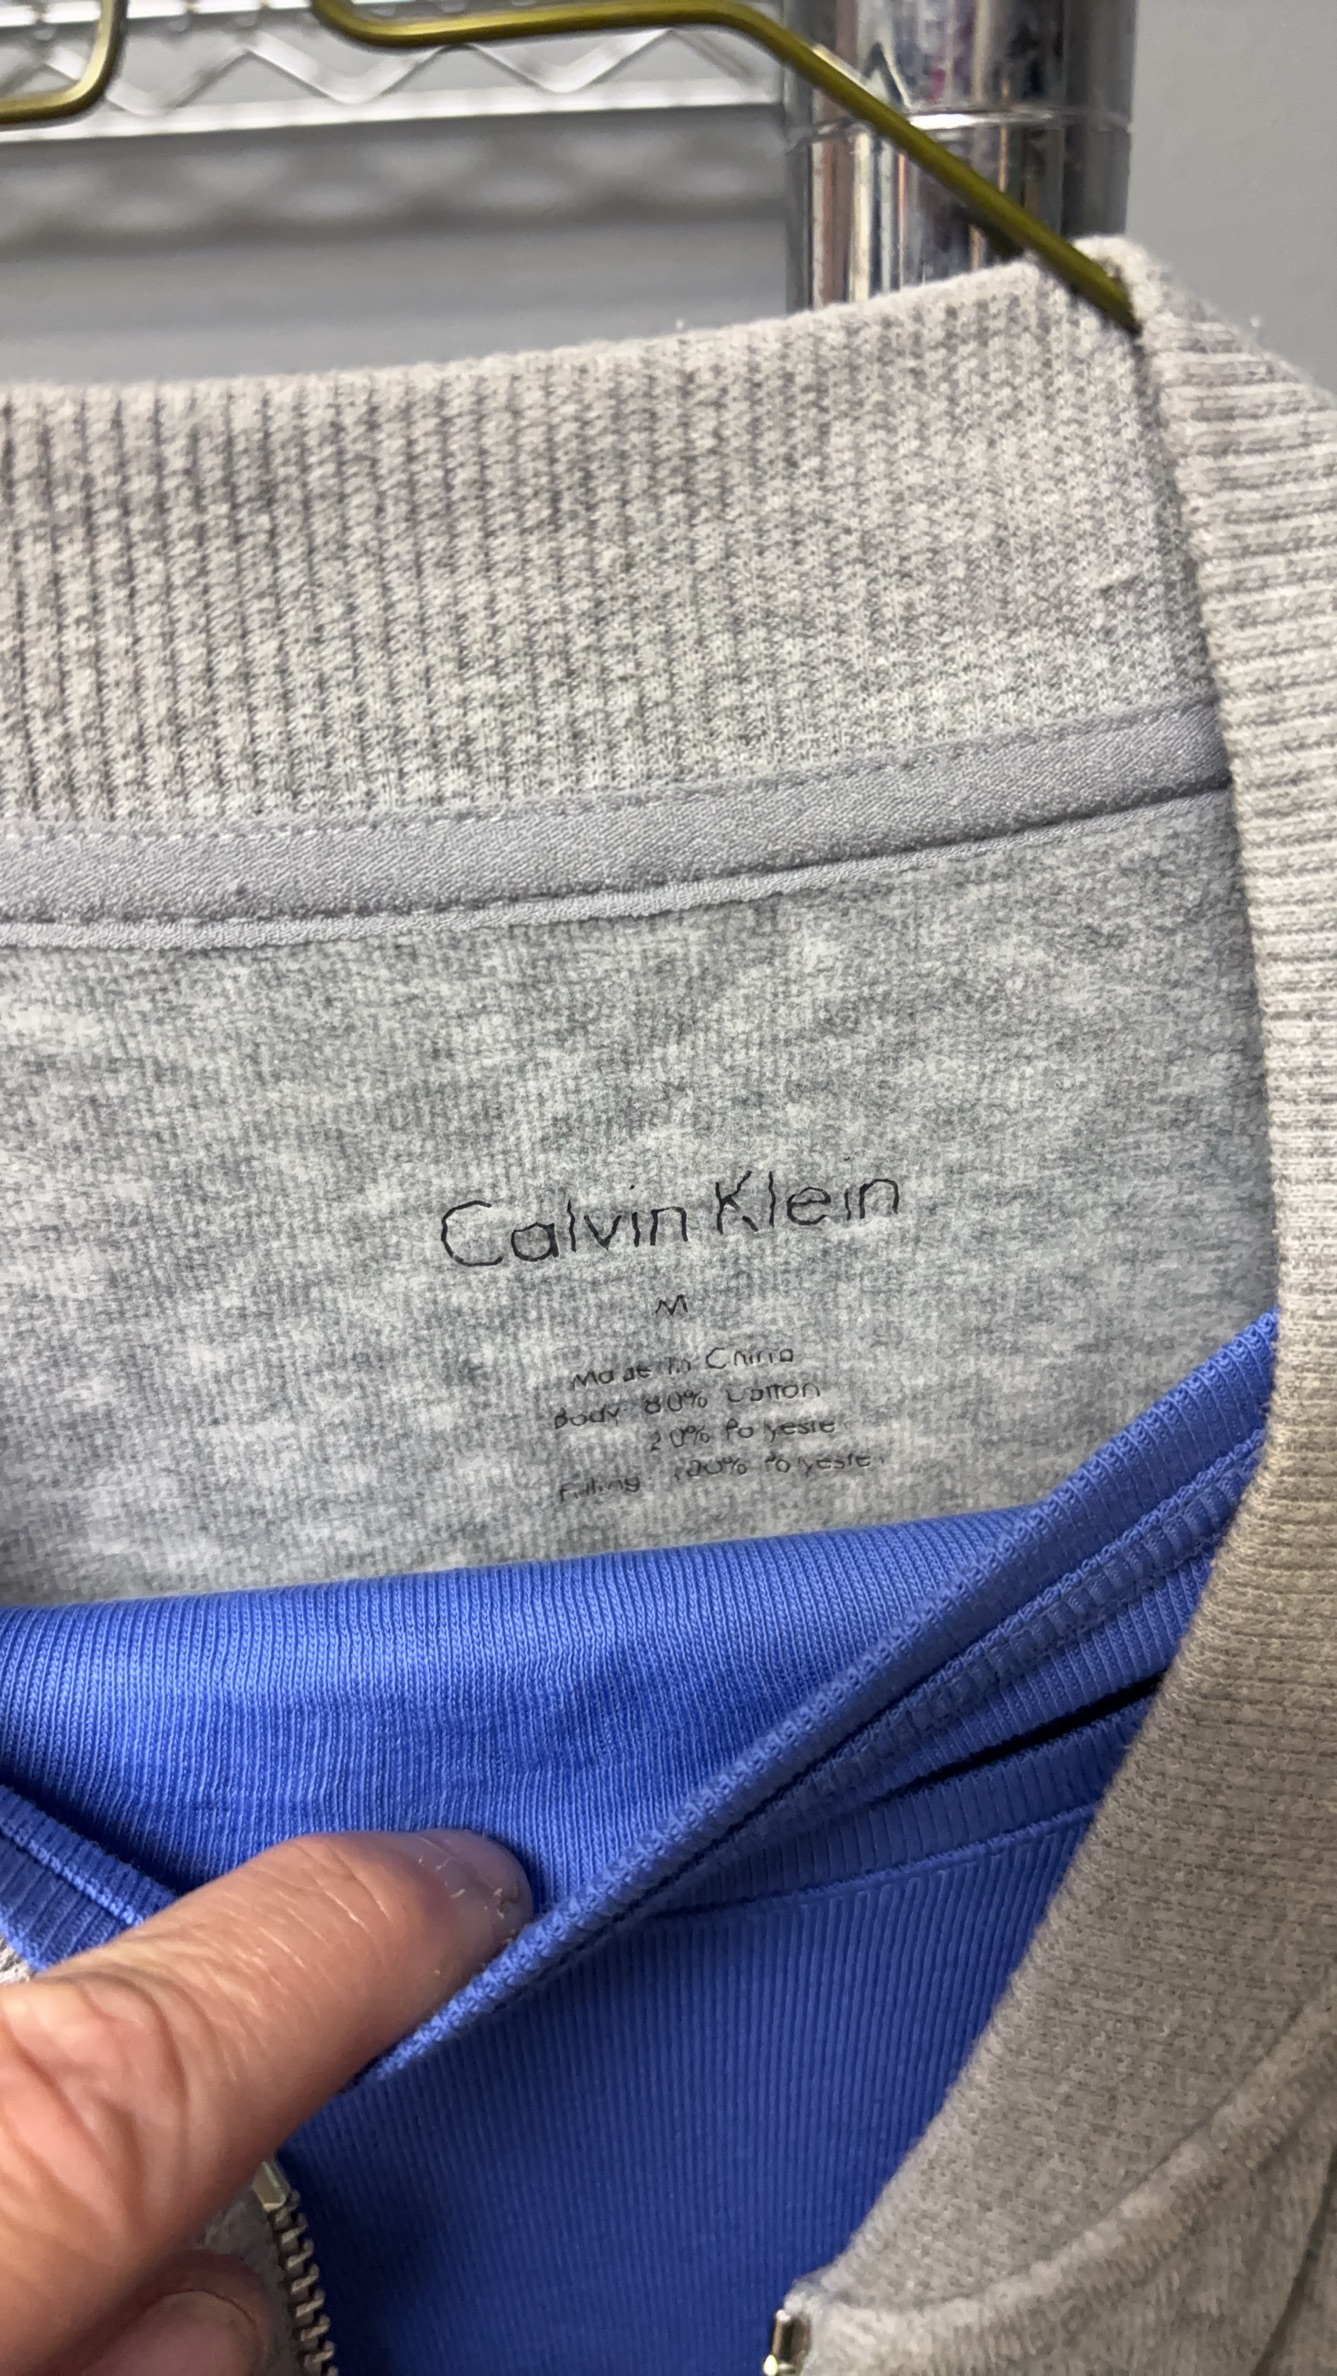 Calvin Klein
M
Made In China
Body 80% Cotton
20% Polyester
Filling 100% Polyester